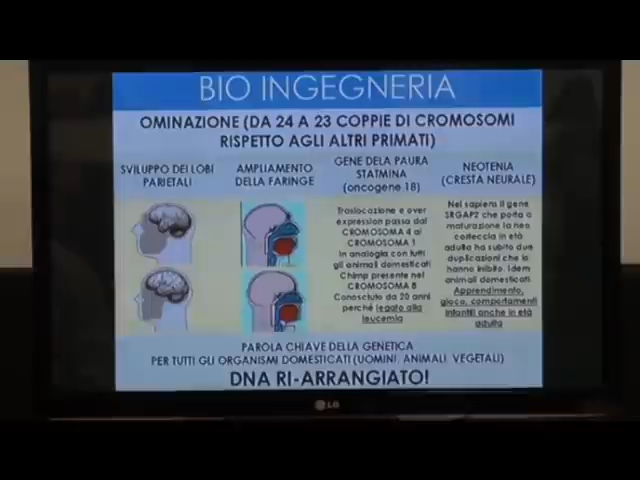 BIO INGEGNERIA
OMINAZIONE (DA 24 A 23 COPPIE DI CROMOSOMI
RISPETTO AGLI ALTRI PRIMATI)
SVILUPPO DEI LOBI
PARIETALI
AMPLIAMENTO
DELLA FARINGE
GENE DELA PAURA
STATMINA
(oncogene 18)
NEOTENIA
(CRESTA NEURALE)
Traslocazione e over
expression passa dal
CROMOSOMA 4 al
CROMOSOMA 1
In analogia con tutti
gli animali domesticati
Chimp presente nel
CROMOSOMA 8
Conosciuto da 20 anni
perché legato alla
leucemia
Nel sapiens il gene
SRGAP2 che porta a
maturazione la neo
corteccia in età
adulta ha subito due
duplicazioni che lo
hanno inibito. Idem
animali domestici.
Apprendimento,
gioco, comportamenti
infantili anche in età
adulta
PAROLA CHIAVE DELLA GENETICA
PER TUTTI GLI ORGANISMI DOMESTICATI (UOMINI, ANIMALI, VEGETALI)
DNA RI-ARRANGIATO!
LG